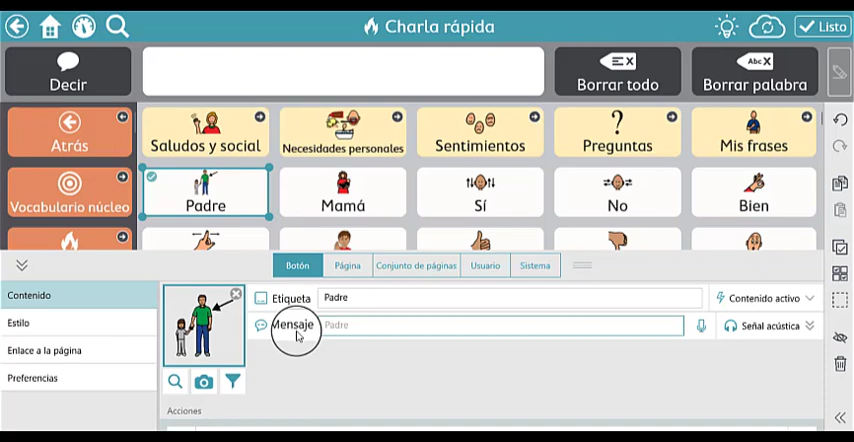 Charla rápida
Listo
Decir
Borrar todo
Abc X
Borrar palabra
Atrás
Saludos y social
Necesidades personales
Sentimientos
Preguntas
Mis frases
Vocabulario núcleo
Padre
Mamá
Sí
No
Bien
Botón
Página
Conjunto de páginas
Usuario
Sistema
Contenido
Estilo
Enlace a la página
Preferencias
Etiqueta
Padre
Contenido activo
Mensaje
Padre
Señal acústica
Acciones